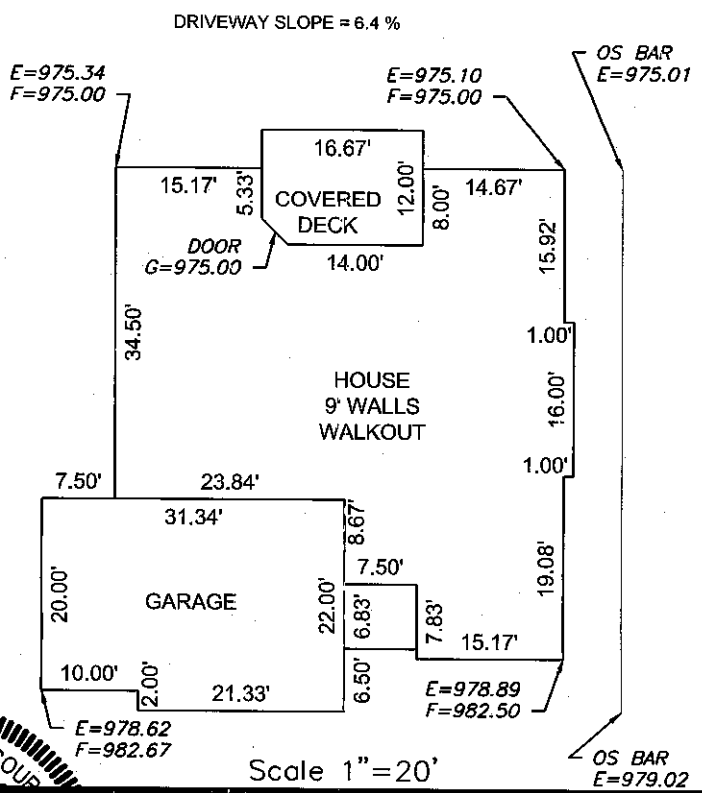 DRIVEWAY SLOPE = 6.4 %
E=975.34
F=975.00
E=975.10
F=975.00
OS BAR
E=975.01
16.67'
15.17'
5.33'
COVERED
DECK
12.00'
8.00'
14.67'
DOOR
G=975.00
14.00'
15.92'
34.50'
1.00'
HOUSE
9' WALLS
WALKOUT
16.00'
1.00'
7.50'
23.84'
31.34'
8.67'
7.50'
19.08'
20.00'
GARAGE
22.00'
6.83'
7.83'
15.17'
10.00'
2.00'
21.33'
6.50'
E=978.62
F=982.67
E=978.89
F=982.50
Scale 1"=20'
OS BAR
E=979.02